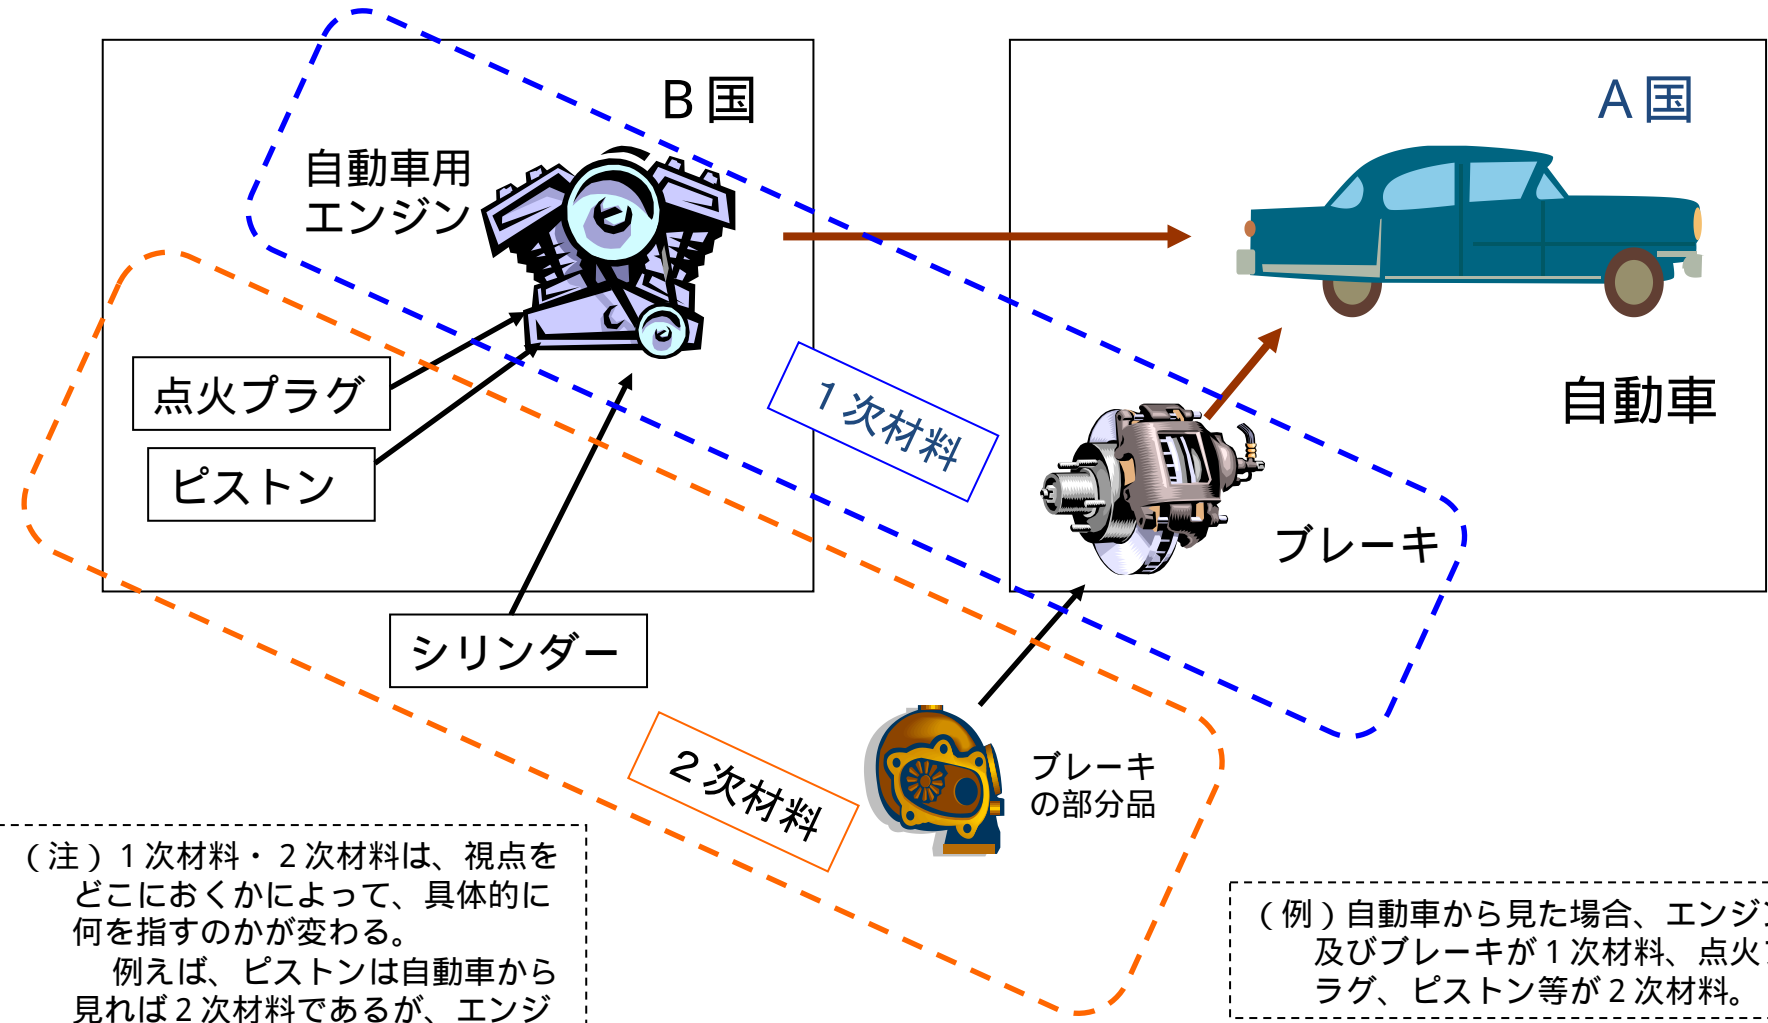 B国
A国
自動車用
エンジン
点火プラグ
ピストン
シリンダー
1次材料
自動車
ブレーキ
2次材料
ブレーキ
の部分品
（注）1次材料・2次材料は、視点を
どこにおくかによって、具体的に
何を指すのかが変わる。
例えば、ピストンは自動車から
見れば2次材料であるが、エンジ
（例）自動車から見た場合、エンジ
及びブレーキが1次材料、点火
ラグ、ピストン等が2次材料。